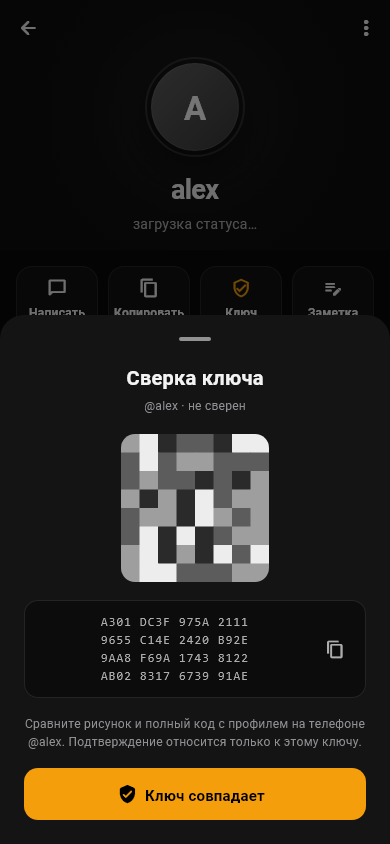 A
alex
загрузка статуса…
Написать
Копировать
Ключ
Заметка
Сверка ключа
@alex · не сверен
A301 DC3F 975A 2111
9655 C14E 2420 B92E
9AA8 F69A 1743 8122
AB02 8317 6739 91AE
Сравните рисунок и полный код с профилем на телефоне
@alex. Подтверждение относится только к этому ключу.
Ключ совпадает